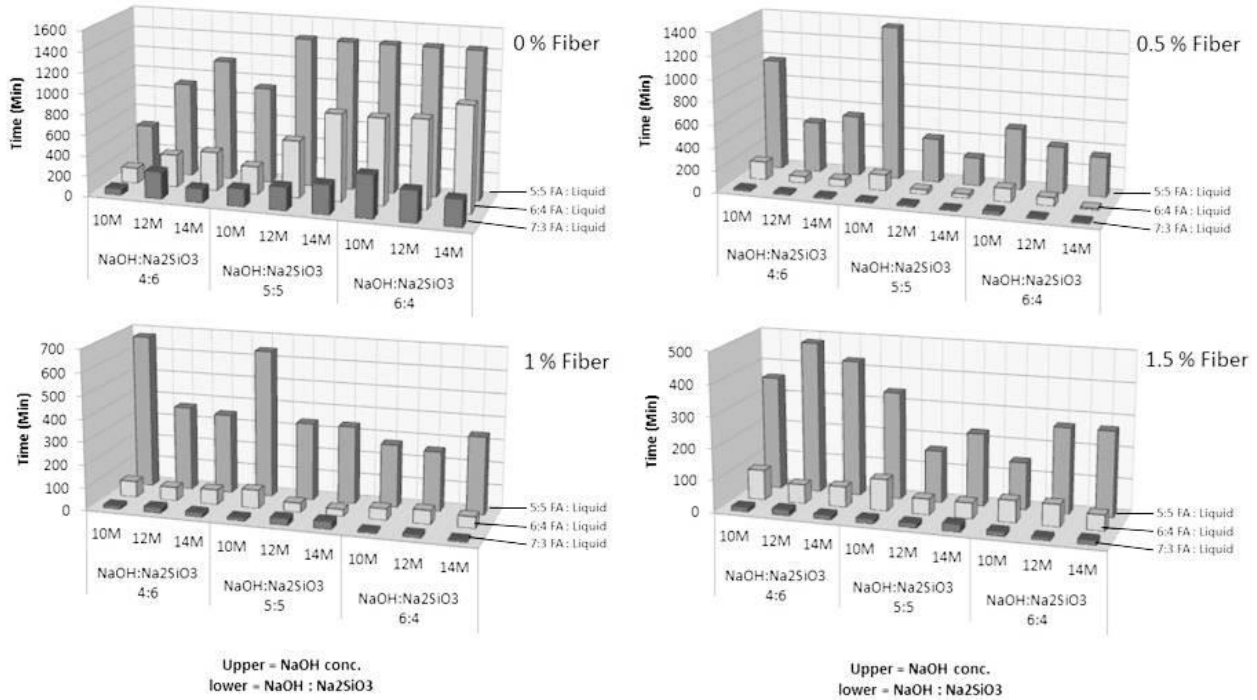 0 % Fiber
Time (Min)
1600
1400
1200
1000
800
600
400
200
0
5:5 FA : Liquid
6:4 FA : Liquid
7:3 FA : Liquid
10M 12M 14M 10M 12M 14M 10M 12M 14M
NaOH:Na2SiO3 NaOH:Na2SiO3 NaOH:Na2SiO3
4:6 5:5 6:4
0.5 % Fiber
Time (Min)
1400
1200
1000
800
600
400
200
0
5:5 FA : Liquid
6:4 FA : Liquid
7:3 FA : Liquid
10M 12M 14M 10M 12M 14M 10M 12M 14M
NaOH:Na2SiO3 NaOH:Na2SiO3 NaOH:Na2SiO3
4:6 5:5 6:4
1 % Fiber
Time (Min)
700
600
500
400
300
200
100
0
5:5 FA : Liquid
6:4 FA : Liquid
7:3 FA : Liquid
10M 12M 14M 10M 12M 14M 10M 12M 14M
NaOH:Na2SiO3 NaOH:Na2SiO3 NaOH:Na2SiO3
4:6 5:5 6:4
Upper = NaOH conc.
lower = NaOH : Na2SiO3
1.5 % Fiber
Time (Min)
500
400
300
200
100
0
5:5 FA : Liquid
6:4 FA : Liquid
7:3 FA : Liquid
10M 12M 14M 10M 12M 14M 10M 12M 14M
NaOH:Na2SiO3 NaOH:Na2SiO3 NaOH:Na2SiO3
4:6 5:5 6:4
Upper = NaOH conc.
lower = NaOH : Na2SiO3